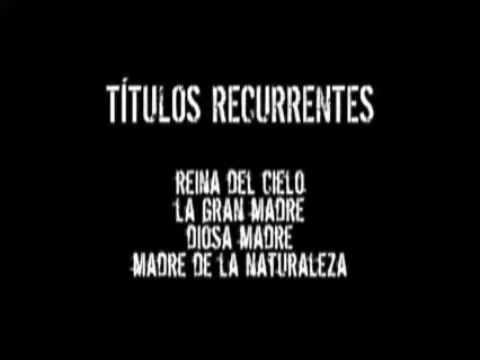 TÍTULOS RECURRENTES
REINA DEL CIELO
LA GRAN MADRE
DIOSA MADRE
MADRE DE LA NATURALEZA